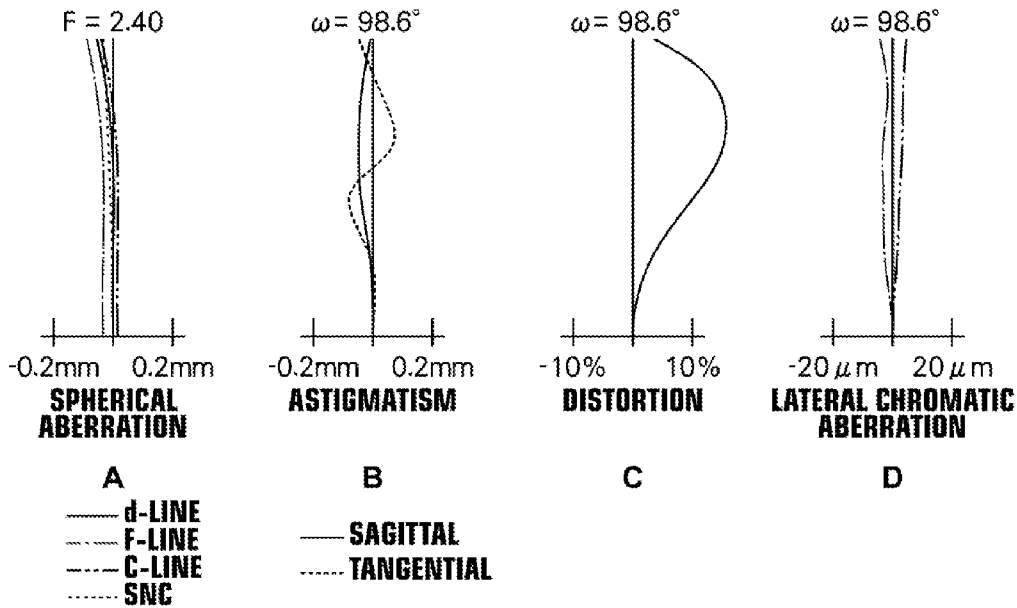 F = 2.40
ω= 98.6°
ω= 98.6°
ω= 98.6°
-0.2mm 0.2mm
-0.2mm 0.2mm
-10% 10%
-20 μm 20 μm
SPHERICAL
ABERRATION
ASTIGMATISM
DISTORTION
LATERAL CHROMATIC
ABERRATION
A
B
C
D
d-LINE
F-LINE
C-LINE
SNC
SAGITTAL
TANGENTIAL